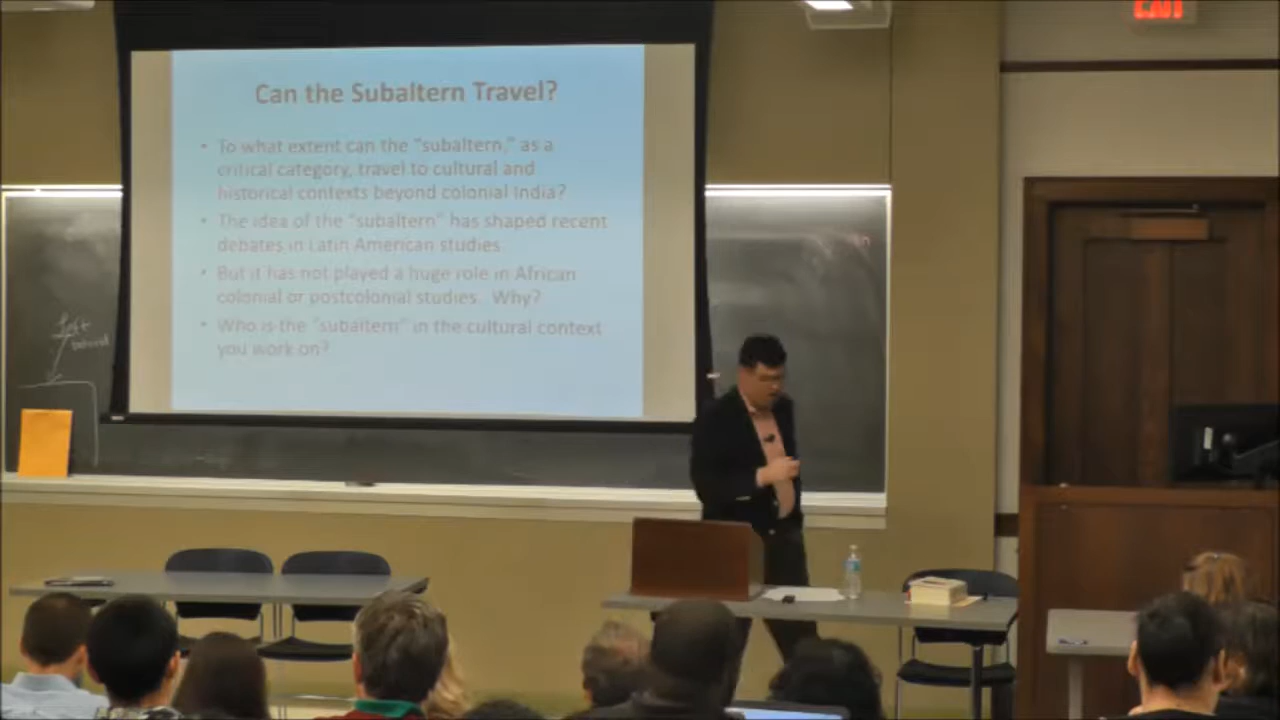 EXIT
Can the Subaltern Travel?
• To what extent can the "subaltern," as a
critical category, travel to cultural and
historical contexts beyond colonial India?
• The idea of the "subaltern" has shaped recent
debates in Latin American studies
• But it has not played a huge role in African
colonial or postcolonial studies. Why?
• Who is the "subaltern" in the cultural context
you work on?
left
behind